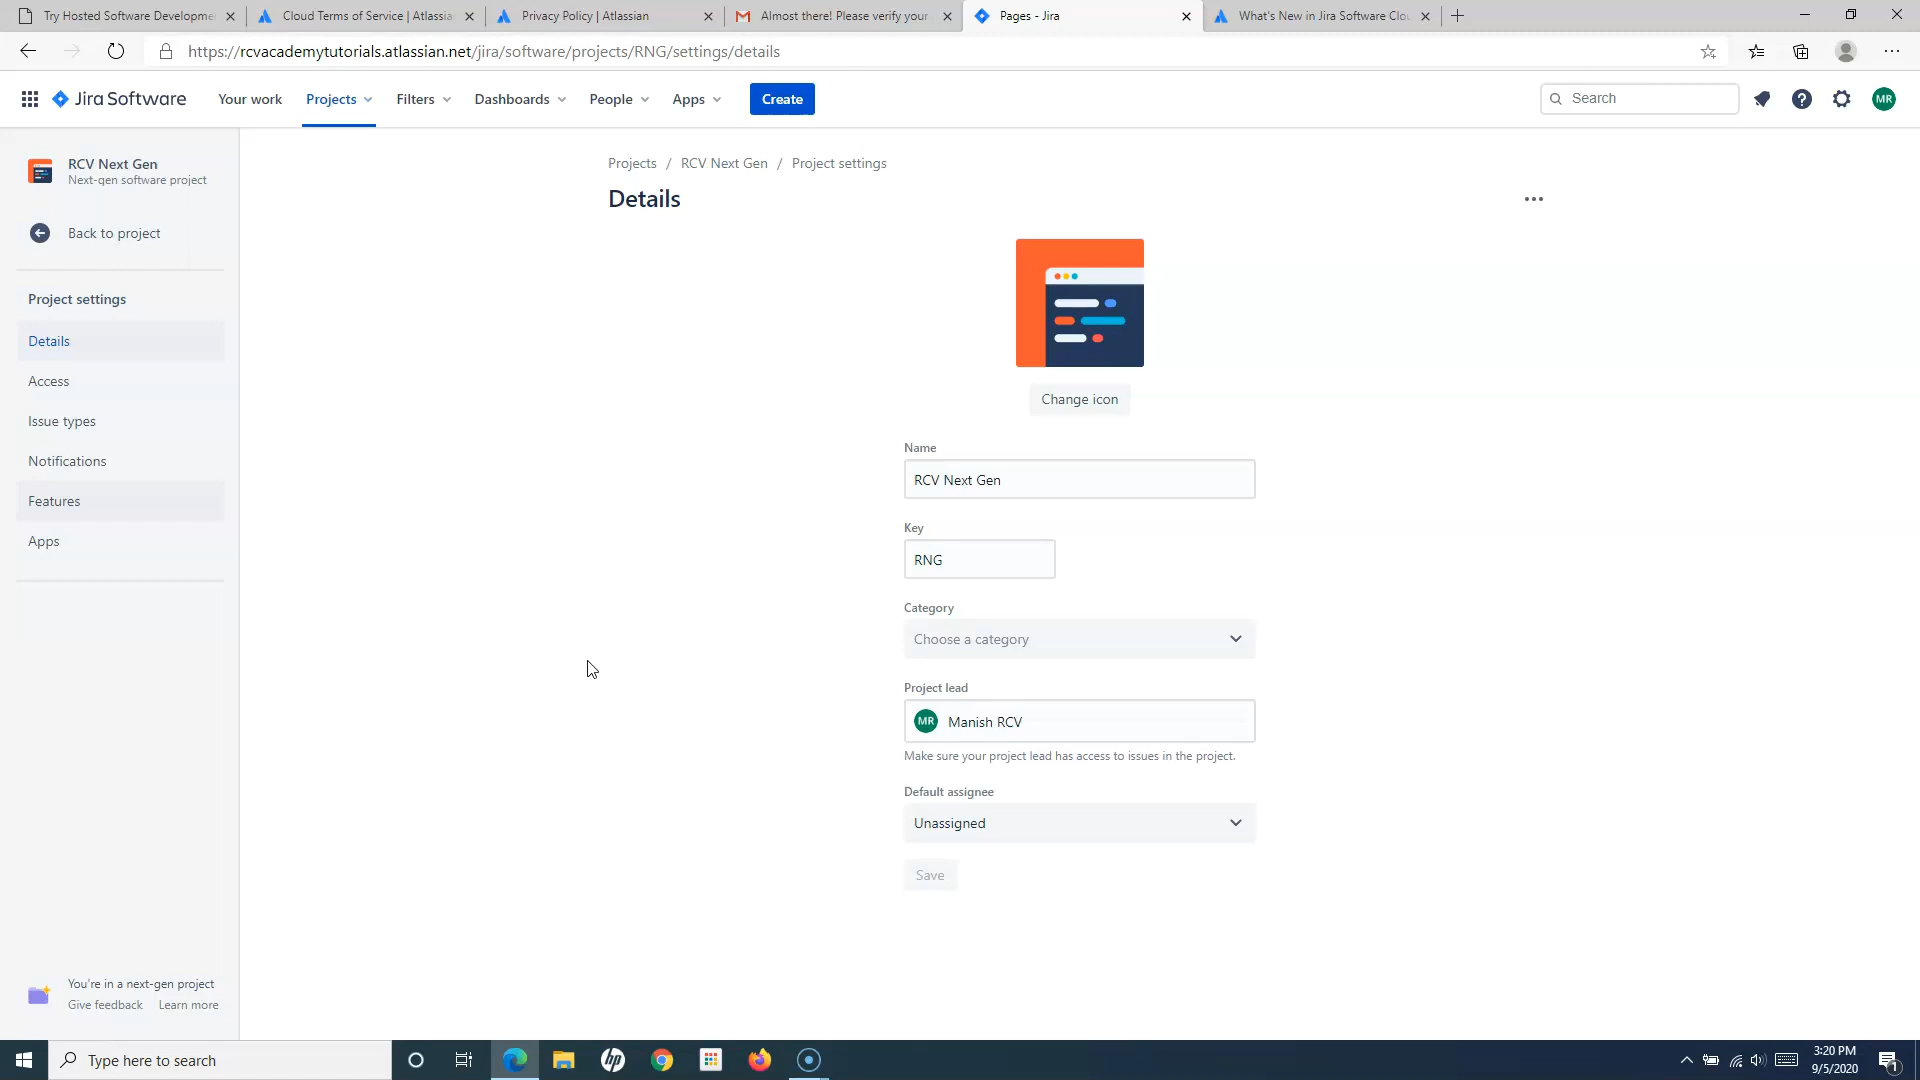 Try Hosted Software Developme
Cloud Terms of Service | Atlassia
Privacy Policy | Atlassian
Almost there! Please verify your
Pages - Jira
What's New in Jira Software Clou
https://rcvacademytutorials.atlassian.net/jira/software/projects/RNG/settings/details
Jira Software
Your work
Projects
Filters
Dashboards
People
Apps
Create
Search
MR
RCV Next Gen
Next-gen software project
Back to project
Project settings
Details
Access
Issue types
Notifications
Features
Apps
You're in a next-gen project
Give feedback Learn more
Projects / RCV Next Gen / Project settings
Details
Change icon
Name
RCV Next Gen
Key
RNG
Category
Choose a category
Project lead
MR Manish RCV
Make sure your project lead has access to issues in the project.
Default assignee
Unassigned
Save
Type here to search
hp
3:20 PM
9/5/2020
1